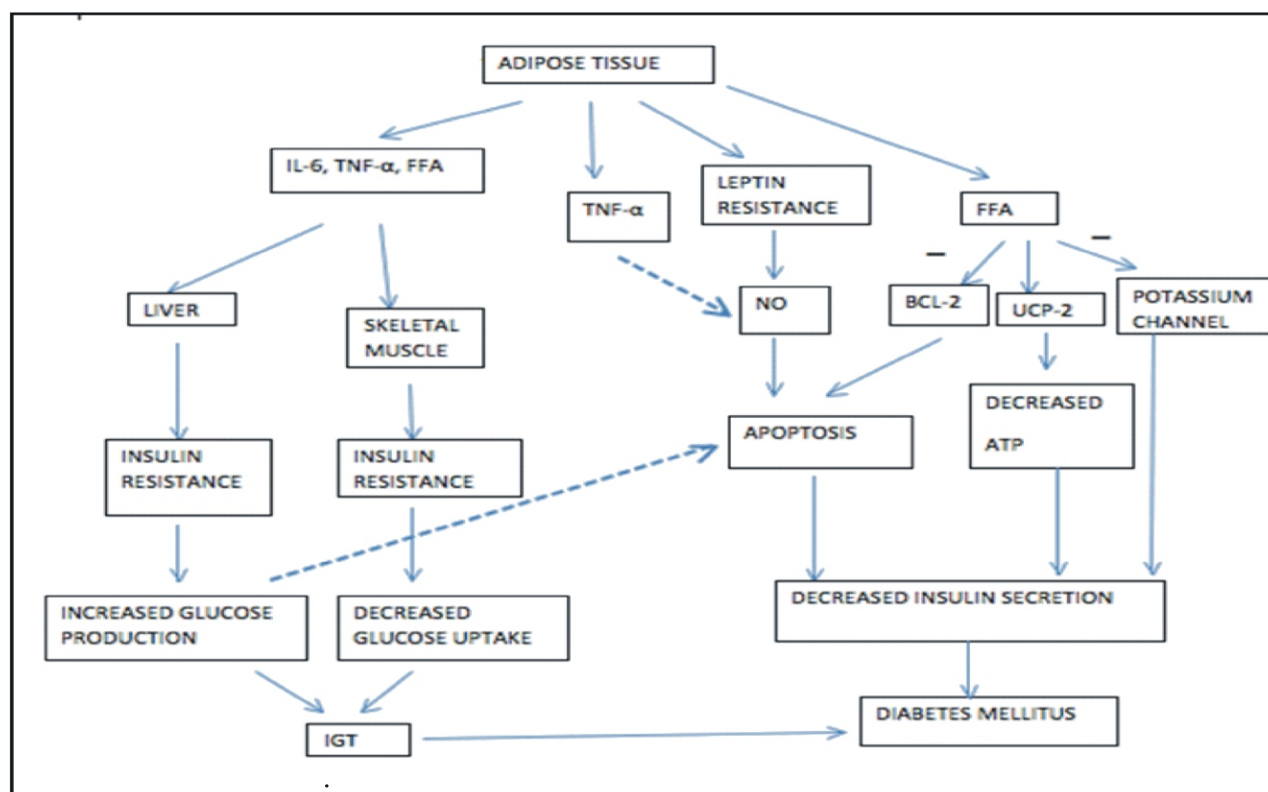 ADIPOSE TISSUE
IL-6, TNF-α, FFA
TNF-α
LEPTIN
RESISTANCE
FFA
–
–
LIVER
SKELETAL
MUSCLE
NO
BCL-2
UCP-2
POTASSIUM
CHANNEL
INSULIN
RESISTANCE
INSULIN
RESISTANCE
APOPTOSIS
DECREASED
ATP
INCREASED GLUCOSE
PRODUCTION
DECREASED
GLUCOSE UPTAKE
DECREASED INSULIN SECRETION
IGT
DIABETES MELLITUS